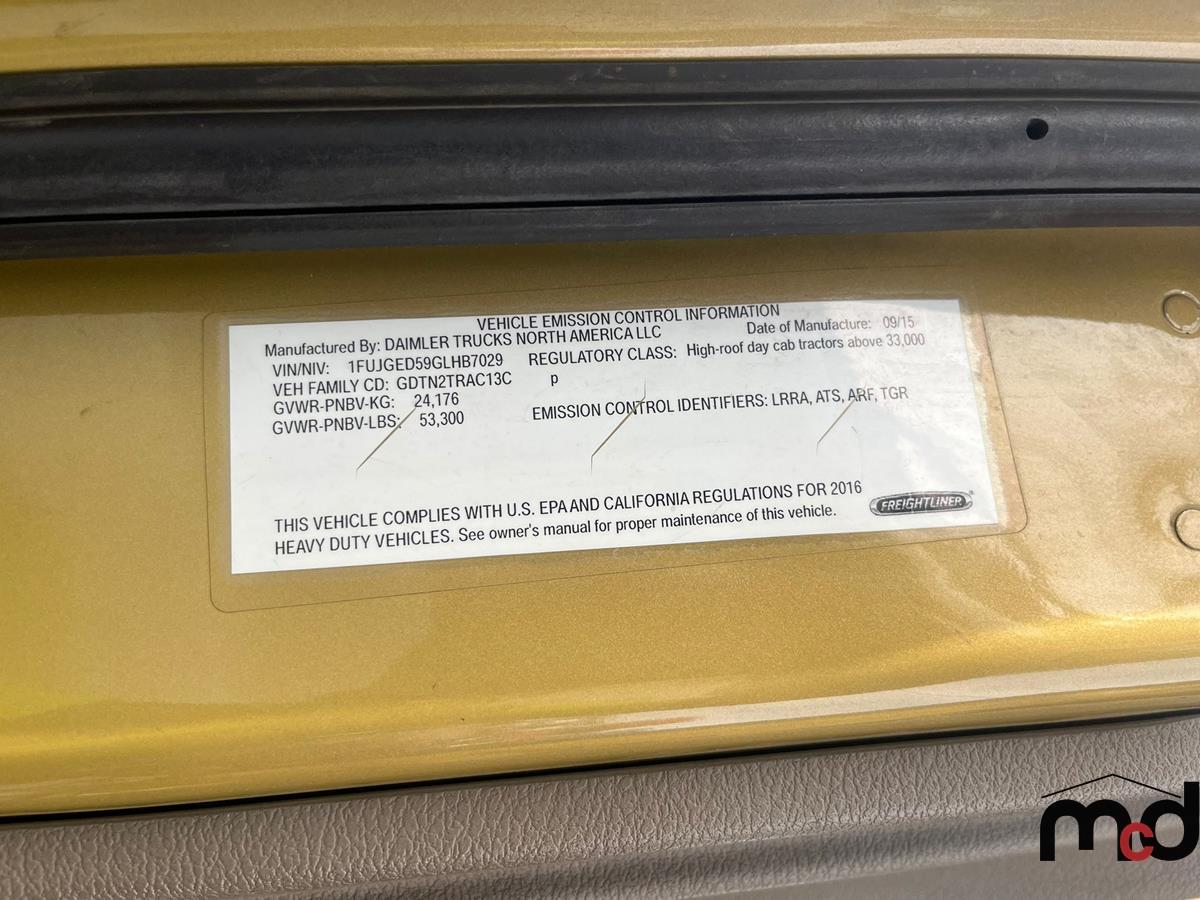 VEHICLE EMISSION CONTROL INFORMATION
Manufactured By: DAIMLER TRUCKS NORTH AMERICA LLC Date of Manufacture: 09/15
VIN/NIV: 1FUJGED59GLHB7029 REGULATORY CLASS: High-roof day cab tractors above 33,000
VEH FAMILY CD: GDTN2TRAC13C p
GVWR-PNBV-KG: 24,176
GVWR-PNBV-LBS: 53,300 EMISSION CONTROL IDENTIFIERS: LRRA, ATS, ARF, TGR
THIS VEHICLE COMPLIES WITH U.S. EPA AND CALIFORNIA REGULATIONS FOR 2016
HEAVY DUTY VEHICLES. See owner's manual for proper maintenance of this vehicle.
FREIGHTLINER
mcd